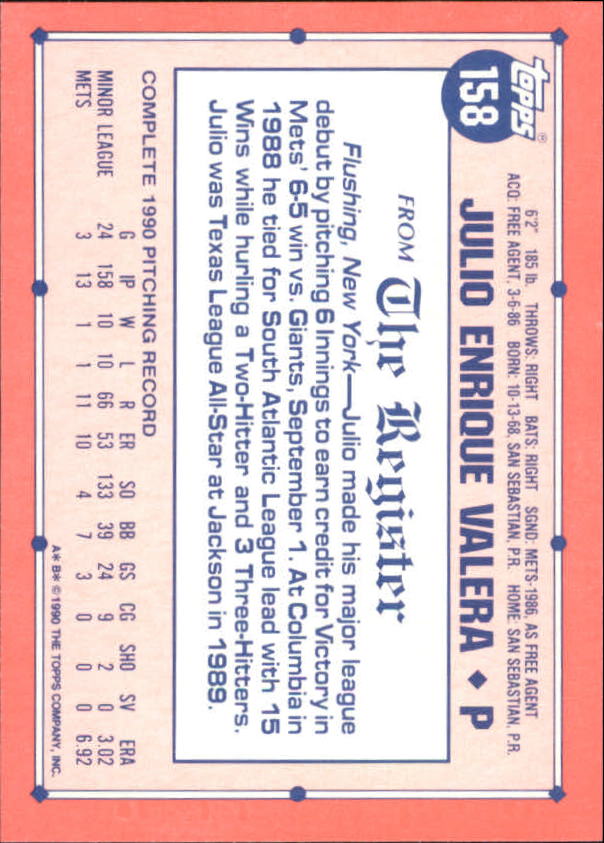 topps®
158
JULIO ENRIQUE VALERA ♦ P
6'2" 185 lb. THROWS: RIGHT BATS: RIGHT SGND: METS-1986, AS FREE AGENT
ACQ: FREE AGENT, 3-6-86 BORN: 10-13-68, SAN SEBASTIAN, P.R. HOME: SAN SEBASTIAN, P.R.
FROM The Register
Flushing, New York—Julio made his major league
debut by pitching 6 Innings to earn credit for Victory in
Mets' 6-5 win vs. Giants, September 1. At Columbia in
1988 he tied for South Atlantic League lead with 15
Wins while hurling a Two-Hitter and 3 Three-Hitters.
Julio was Texas League All-Star at Jackson in 1989.
COMPLETE 1990 PITCHING RECORD
G IP W L R ER SO BB GS CG SHO SV ERA
MINOR LEAGUE 24 158 10 10 66 53 133 39 24 9 2 0 3.02
METS 3 13 1 1 11 10 4 7 3 0 0 0 6.92
A* B* © 1990 THE TOPPS COMPANY, INC.